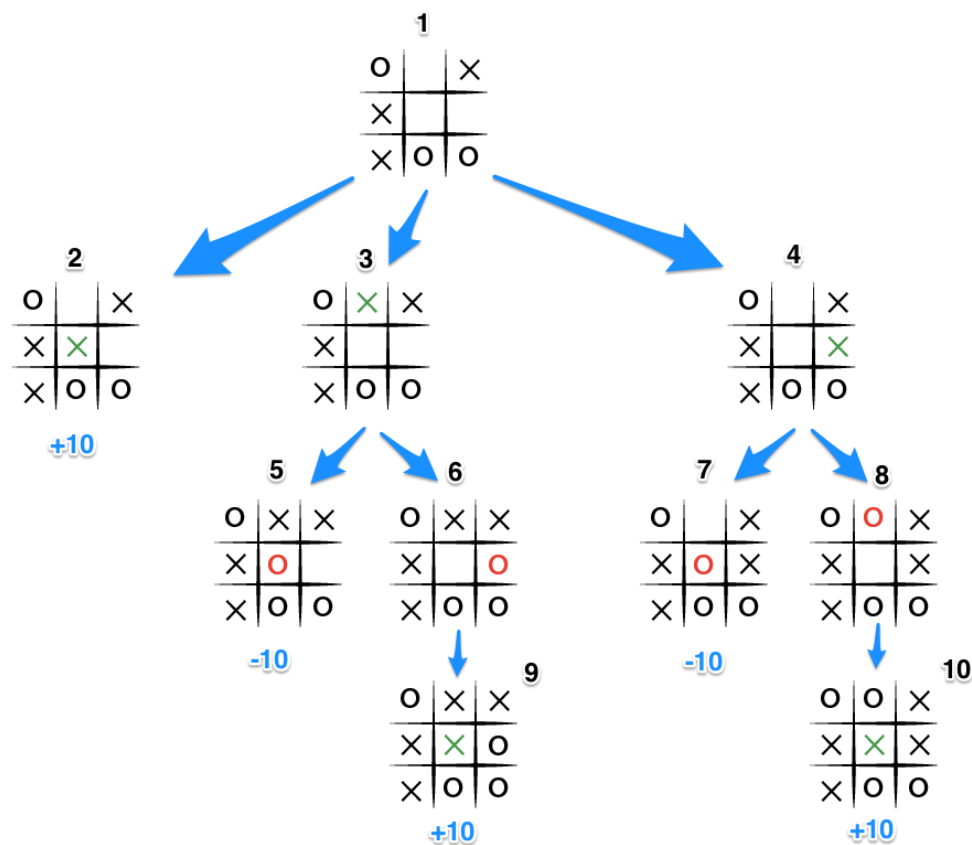 1
O ×
×
× O O
2 3 4
O × O × × O ×
× × × × ×
× O O × O O × O O
+10
5 6 7 8
O × × O × × O × O O ×
× O × O × O × × ×
× O O × O O × O O × O O
-10 -10
9 10
O × × O O ×
× × O × × ×
× O O × O O
+10 +10